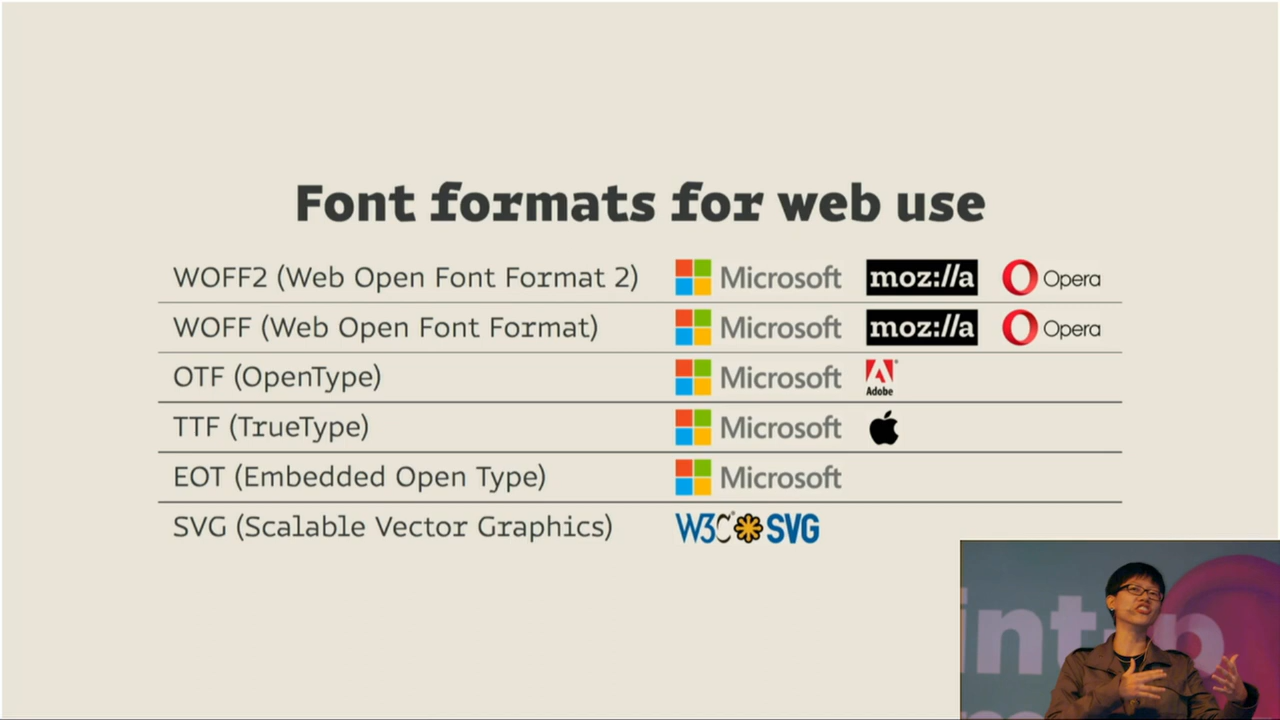 Font formats for web use
WOFF2 (Web Open Font Format 2) Microsoft moz://a Opera
WOFF (Web Open Font Format) Microsoft moz://a Opera
OTF (OpenType) Microsoft Adobe
TTF (TrueType) Microsoft
EOT (Embedded Open Type) Microsoft
SVG (Scalable Vector Graphics) W3C® SVG